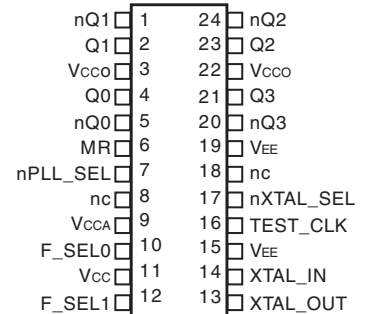 nQ1 1 24 nQ2
Q1 2 23 Q2
VCCO 3 22 VCCO
Q0 4 21 Q3
nQ0 5 20 nQ3
MR 6 19 VEE
nPLL_SEL 7 18 nc
nc 8 17 nXTAL_SEL
VCCA 9 16 TEST_CLK
F_SEL0 10 15 VEE
VCC 11 14 XTAL_IN
F_SEL1 12 13 XTAL_OUT